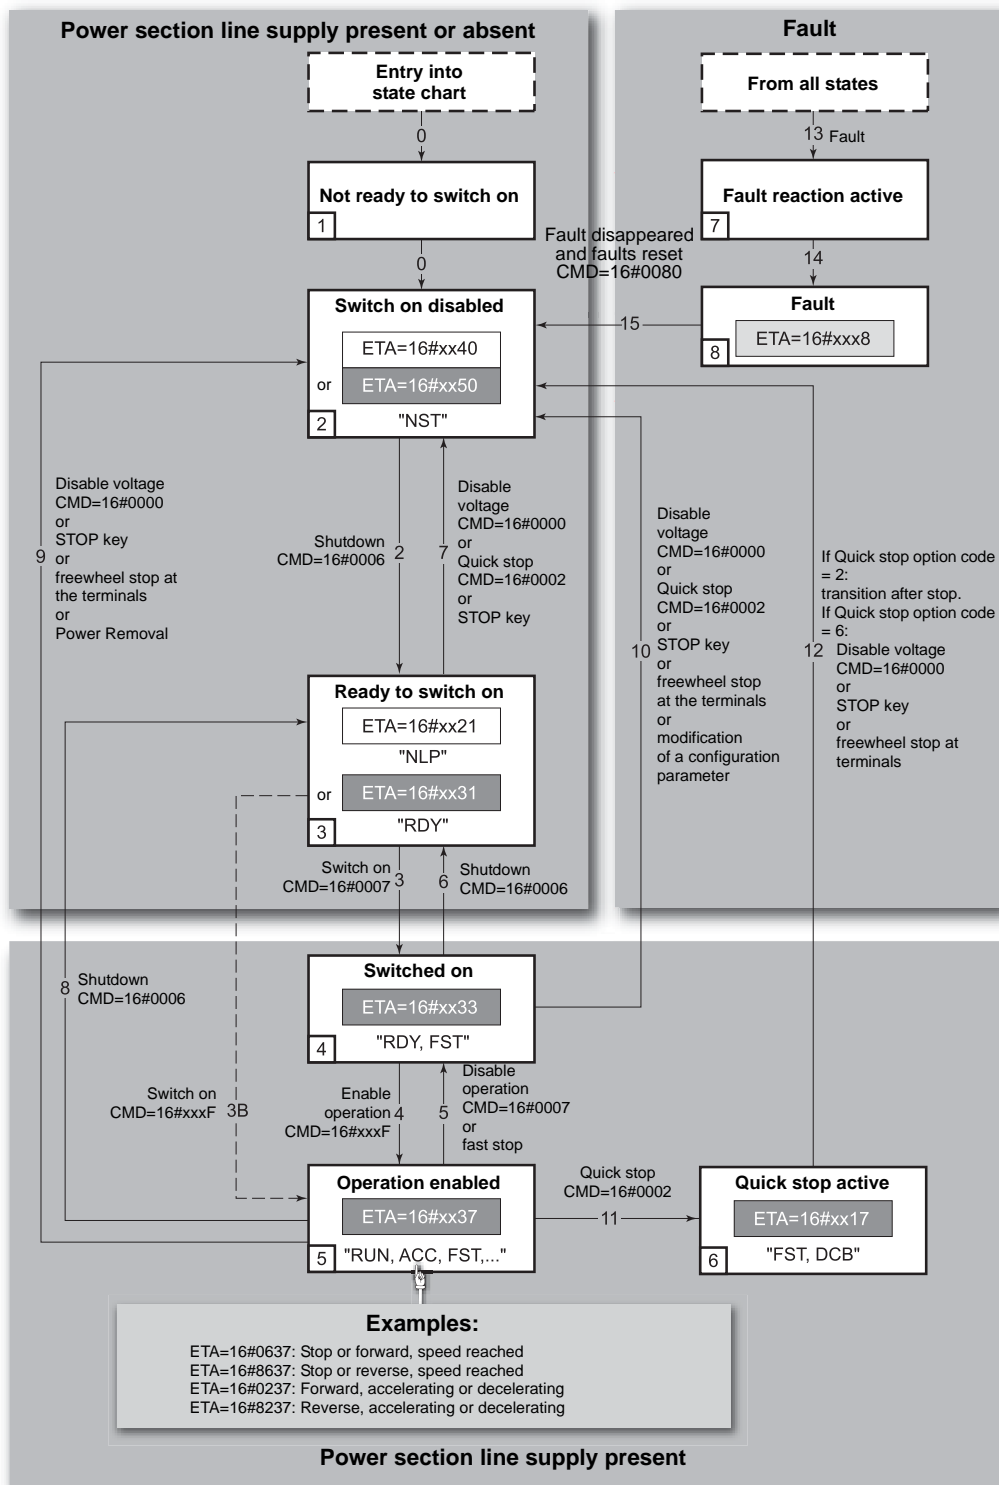 Power section line supply present or absent
Entry into
state chart
0
Not ready to switch on
1
0
Switch on disabled
ETA=16#xx40
or
ETA=16#xx50
2
"NST"
9
Disable voltage
CMD=16#0000
or
STOP key
or
freewheel stop at
the terminals
or
Power Removal
Shutdown
CMD=16#0006
2
7
Disable
voltage
CMD=16#0000
or
Quick stop
CMD=16#0002
or
STOP key
Ready to switch on
ETA=16#xx21
"NLP"
or
ETA=16#xx31
3
"RDY"
Switch on
CMD=16#0007
3
6
Shutdown
CMD=16#0006
Fault
From all states
13 Fault
Fault reaction active
7
14
Fault disappeared
and faults reset
CMD=16#0080
15
Fault
ETA=16#xxx8
8
10
Disable
voltage
CMD=16#0000
or
Quick stop
CMD=16#0002
or
STOP key
or
freewheel stop
at the terminals
or
modification
of a configuration
parameter
12
If Quick stop option code
= 2:
transition after stop.
If Quick stop option code
= 6:
Disable voltage
CMD=16#0000
or
STOP key
or
freewheel stop at
terminals
8
Shutdown
CMD=16#0006
Switched on
ETA=16#xx33
4
"RDY, FST"
Switch on
CMD=16#xxxF
3B
Enable
operation
CMD=16#xxxF
4
5
Disable
operation
CMD=16#0007
or
fast stop
Operation enabled
ETA=16#xx37
5
"RUN, ACC, FST,..."
Quick stop
CMD=16#0002
11
Quick stop active
ETA=16#xx17
6
"FST, DCB"
Examples:
ETA=16#0637: Stop or forward, speed reached
ETA=16#8637: Stop or reverse, speed reached
ETA=16#0237: Forward, accelerating or decelerating
ETA=16#8237: Reverse, accelerating or decelerating
Power section line supply present